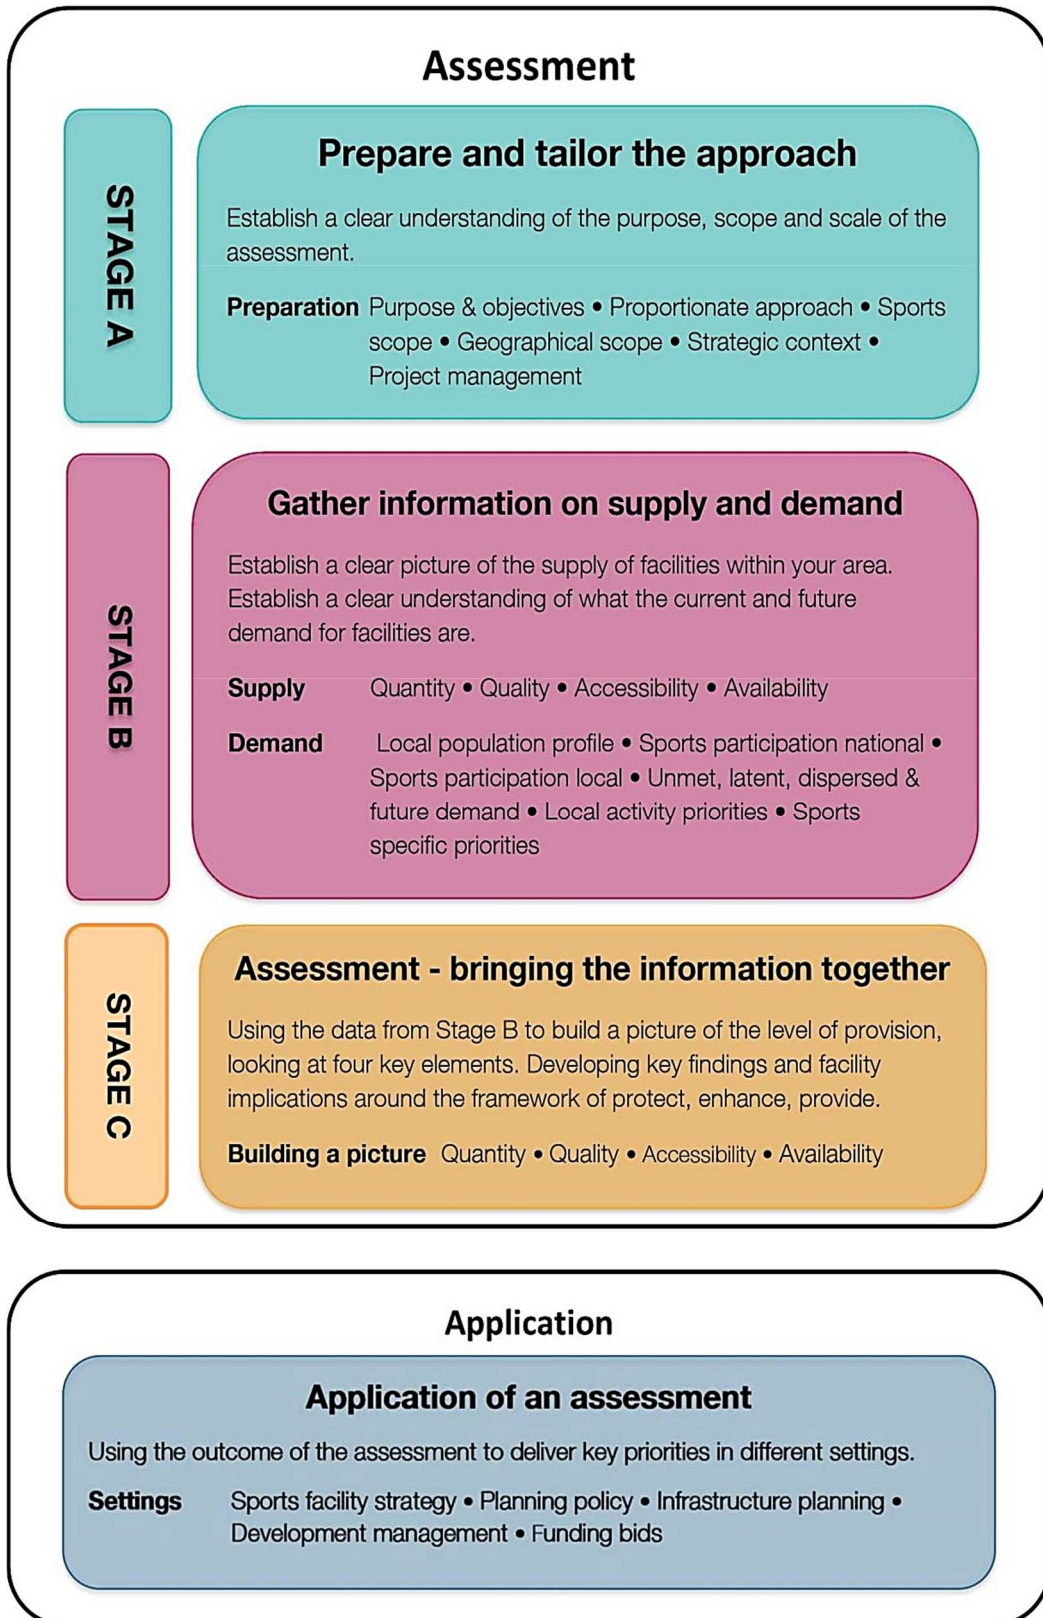 Assessment
STAGE A
Prepare and tailor the approach
Establish a clear understanding of the purpose, scope and scale of the
assessment.
Preparation Purpose & objectives • Proportionate approach • Sports
scope • Geographical scope • Strategic context •
Project management
STAGE B
Gather information on supply and demand
Establish a clear picture of the supply of facilities within your area.
Establish a clear understanding of what the current and future
demand for facilities are.
Supply Quantity • Quality • Accessibility • Availability
Demand Local population profile • Sports participation national •
Sports participation local • Unmet, latent, dispersed &
future demand • Local activity priorities • Sports
specific priorities
STAGE C
Assessment - bringing the information together
Using the data from Stage B to build a picture of the level of provision,
looking at four key elements. Developing key findings and facility
implications around the framework of protect, enhance, provide.
Building a picture Quantity • Quality • Accessibility • Availability
Application
Application of an assessment
Using the outcome of the assessment to deliver key priorities in different settings.
Settings Sports facility strategy • Planning policy • Infrastructure planning •
Development management • Funding bids